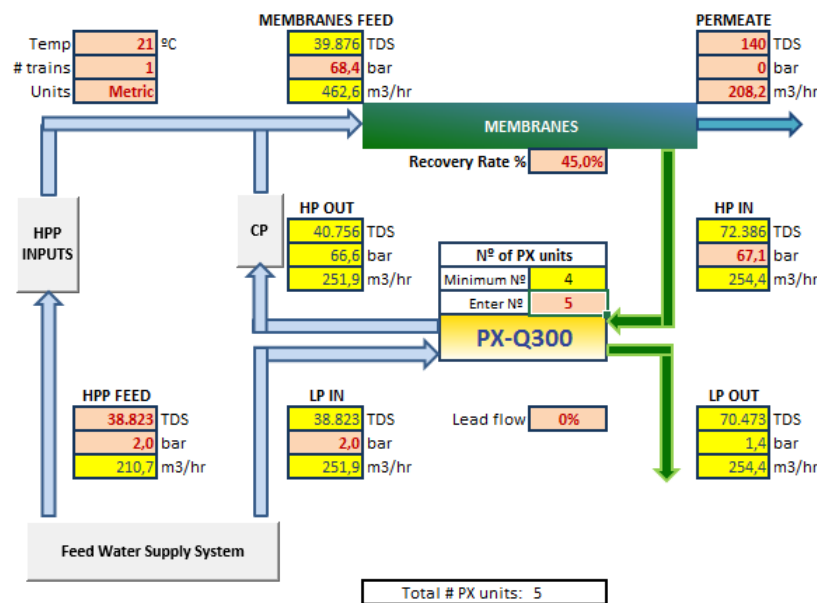 MEMBRANES FEED
PERMEATE
Temp 21 ºC
39.876 TDS
140 TDS
# trains 1
68,4 bar
0 bar
Units Metric
462,6 m3/hr
208,2 m3/hr
MEMBRANES
Recovery Rate % 45,0%
HPP INPUTS
CP
HP OUT
HP IN
40.756 TDS
72.386 TDS
66,6 bar
67,1 bar
251,9 m3/hr
254,4 m3/hr
Nº of PX units
Minimum Nº 4
Enter Nº 5
PX-Q300
HPP FEED
LP IN
LP OUT
38.823 TDS
38.823 TDS
Lead flow 0%
70.473 TDS
2,0 bar
2,0 bar
1,4 bar
210,7 m3/hr
251,9 m3/hr
254,4 m3/hr
Feed Water Supply System
Total # PX units: 5